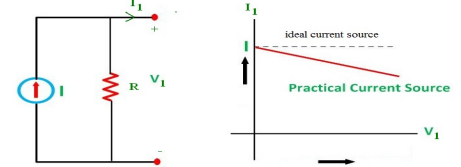 I₁
+
I
R
V₁
-
I₁
ideal current source
I
Practical Current Source
V₁